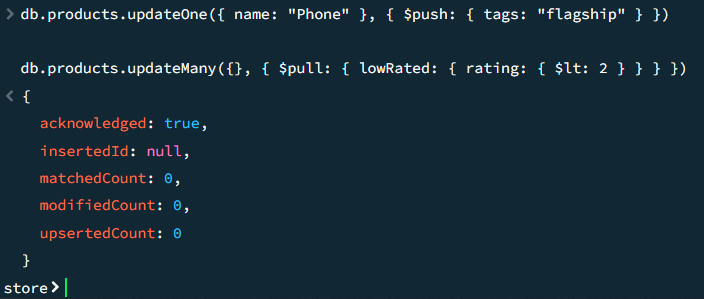 > db.products.updateOne({ name: "Phone" }, { $push: { tags: "flagship" } })
db.products.updateMany({}, { $pull: { lowRated: { rating: { $lt: 2 } } } })
< {
acknowledged: true,
insertedId: null,
matchedCount: 0,
modifiedCount: 0,
upsertedCount: 0
}
store>